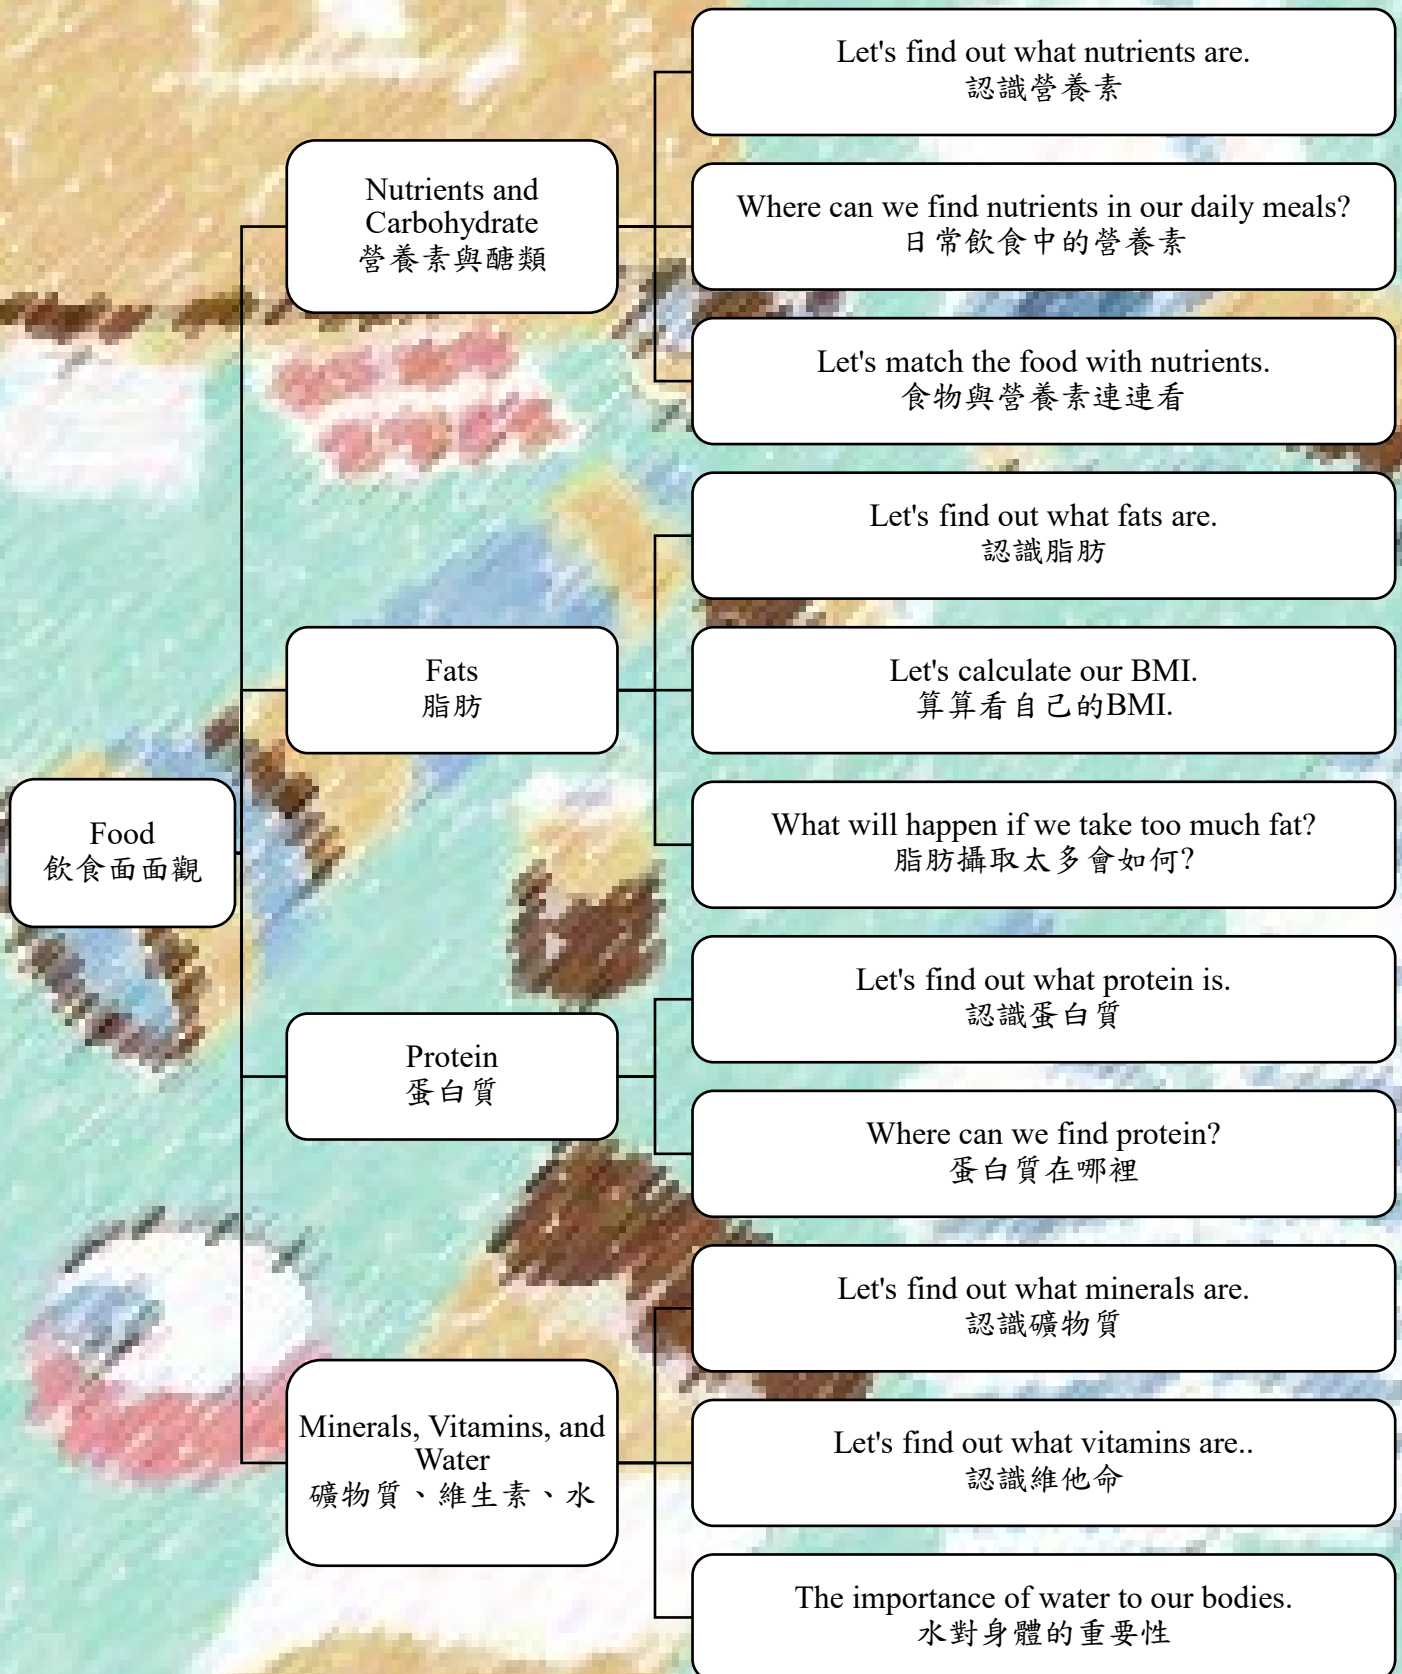 Food
飲食面面觀
Nutrients and
Carbohydrate
營養素與醣類
Let's find out what nutrients are.
認識營養素
Where can we find nutrients in our daily meals?
日常飲食中的營養素
Let's match the food with nutrients.
食物與營養素連連看
Fats
脂肪
Let's find out what fats are.
認識脂肪
Let's calculate our BMI.
算算看自己的BMI.
What will happen if we take too much fat?
脂肪攝取太多會如何?
Protein
蛋白質
Let's find out what protein is.
認識蛋白質
Where can we find protein?
蛋白質在哪裡
Minerals, Vitamins, and
Water
礦物質、維生素、水
Let's find out what minerals are.
認識礦物質
Let's find out what vitamins are..
認識維他命
The importance of water to our bodies.
水對身體的重要性